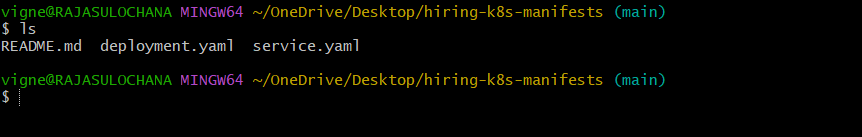 vigne@RAJASULOCHANA MINGW64 ~/OneDrive/Desktop/hiring-k8s-manifests (main)
$ ls
README.md  deployment.yaml  service.yaml
vigne@RAJASULOCHANA MINGW64 ~/OneDrive/Desktop/hiring-k8s-manifests (main)
$